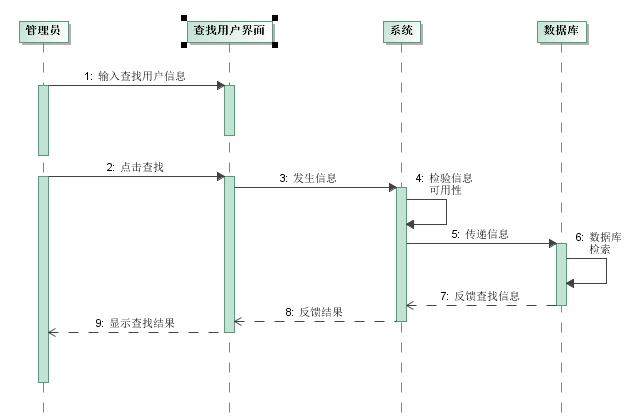 管理员
查找用户界面
系统
数据库
1: 输入查找用户信息
2: 点击查找
3: 发生信息
4: 检验信息
可用性
5: 传递信息
6: 数据库
检索
7: 反馈查找信息
8: 反馈结果
9: 显示查找结果